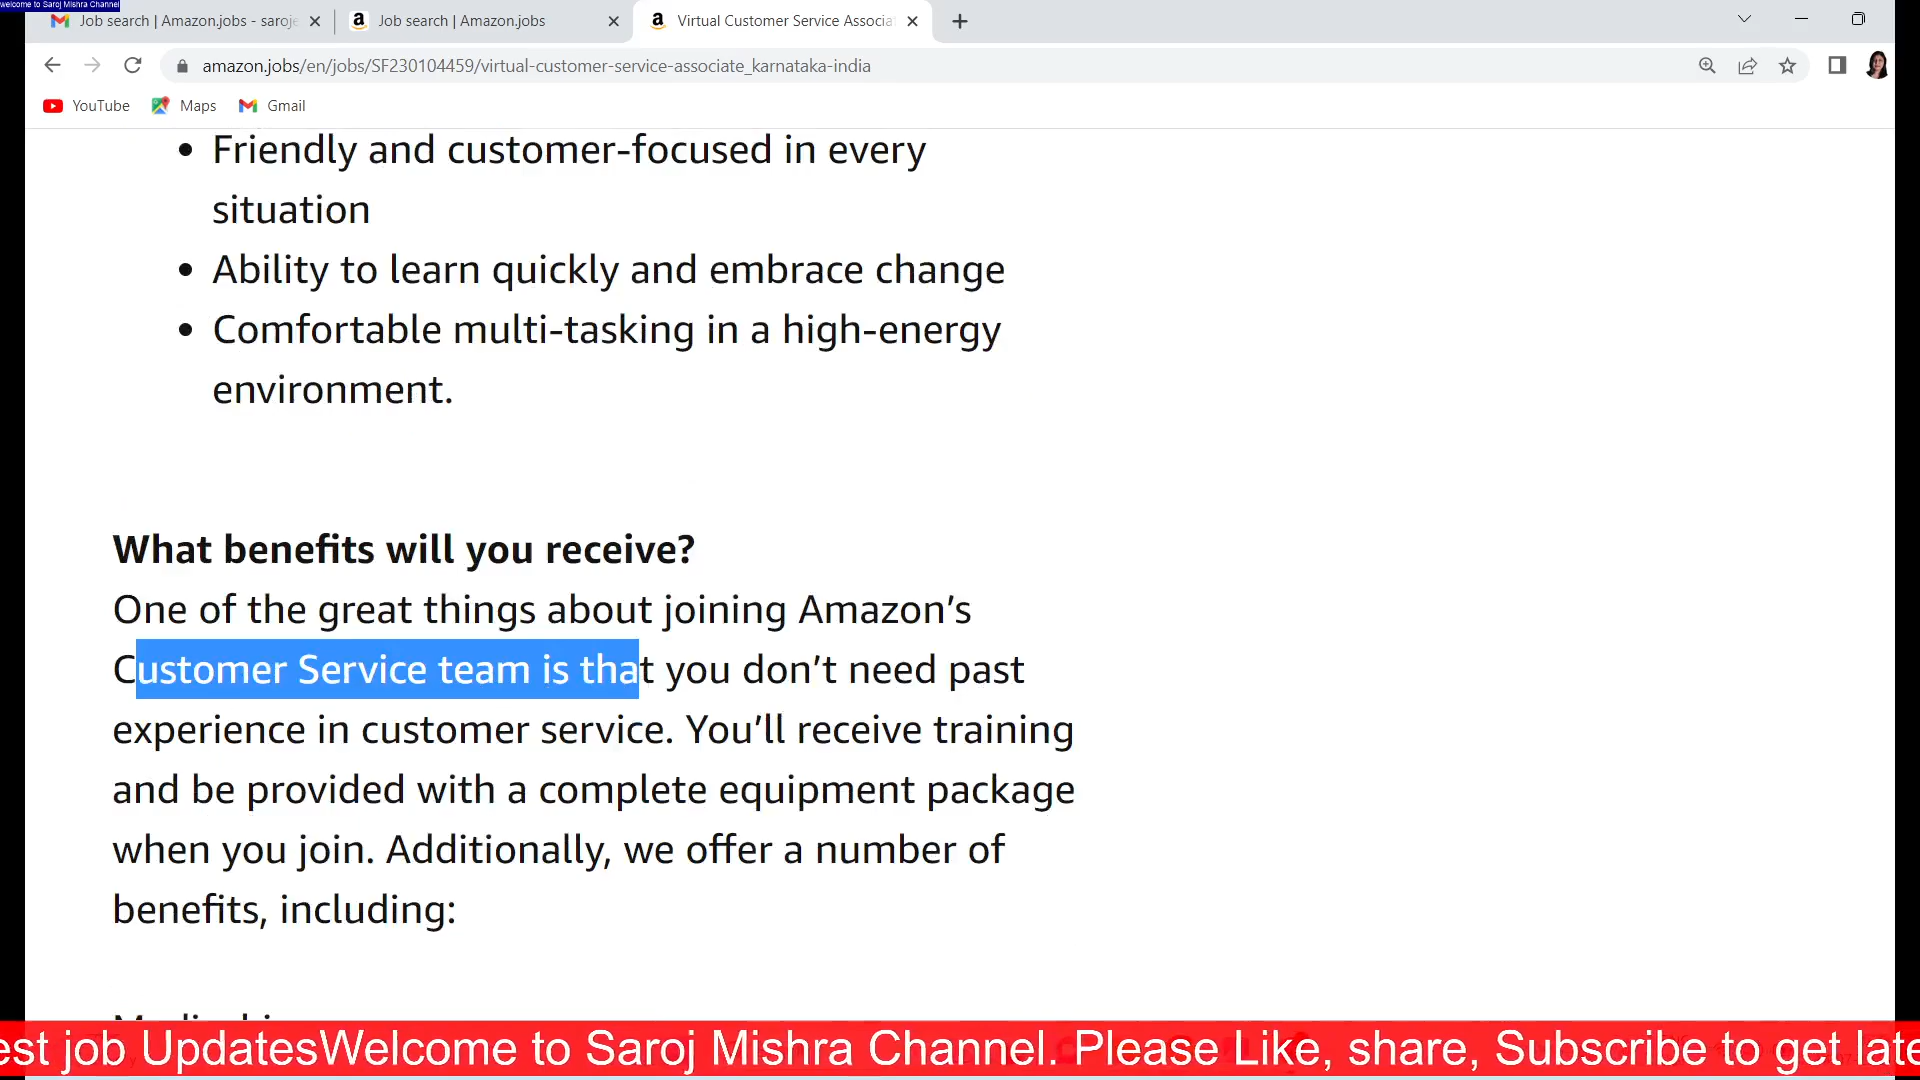 welcome to Saroj Mishra Channel
Job search | Amazon.jobs - saroje
Job search | Amazon.jobs
Virtual Customer Service Associa
amazon.jobs/en/jobs/SF230104459/virtual-customer-service-associate_karnataka-india
YouTube
Maps
Gmail
• Friendly and customer-focused in every
situation
• Ability to learn quickly and embrace change
• Comfortable multi-tasking in a high-energy
environment.
What benefits will you receive?
One of the great things about joining Amazon’s
Customer Service team is that you don’t need past
experience in customer service. You’ll receive training
and be provided with a complete equipment package
when you join. Additionally, we offer a number of
benefits, including:
est job UpdatesWelcome to Saroj Mishra Channel. Please Like, share, Subscribe to get late